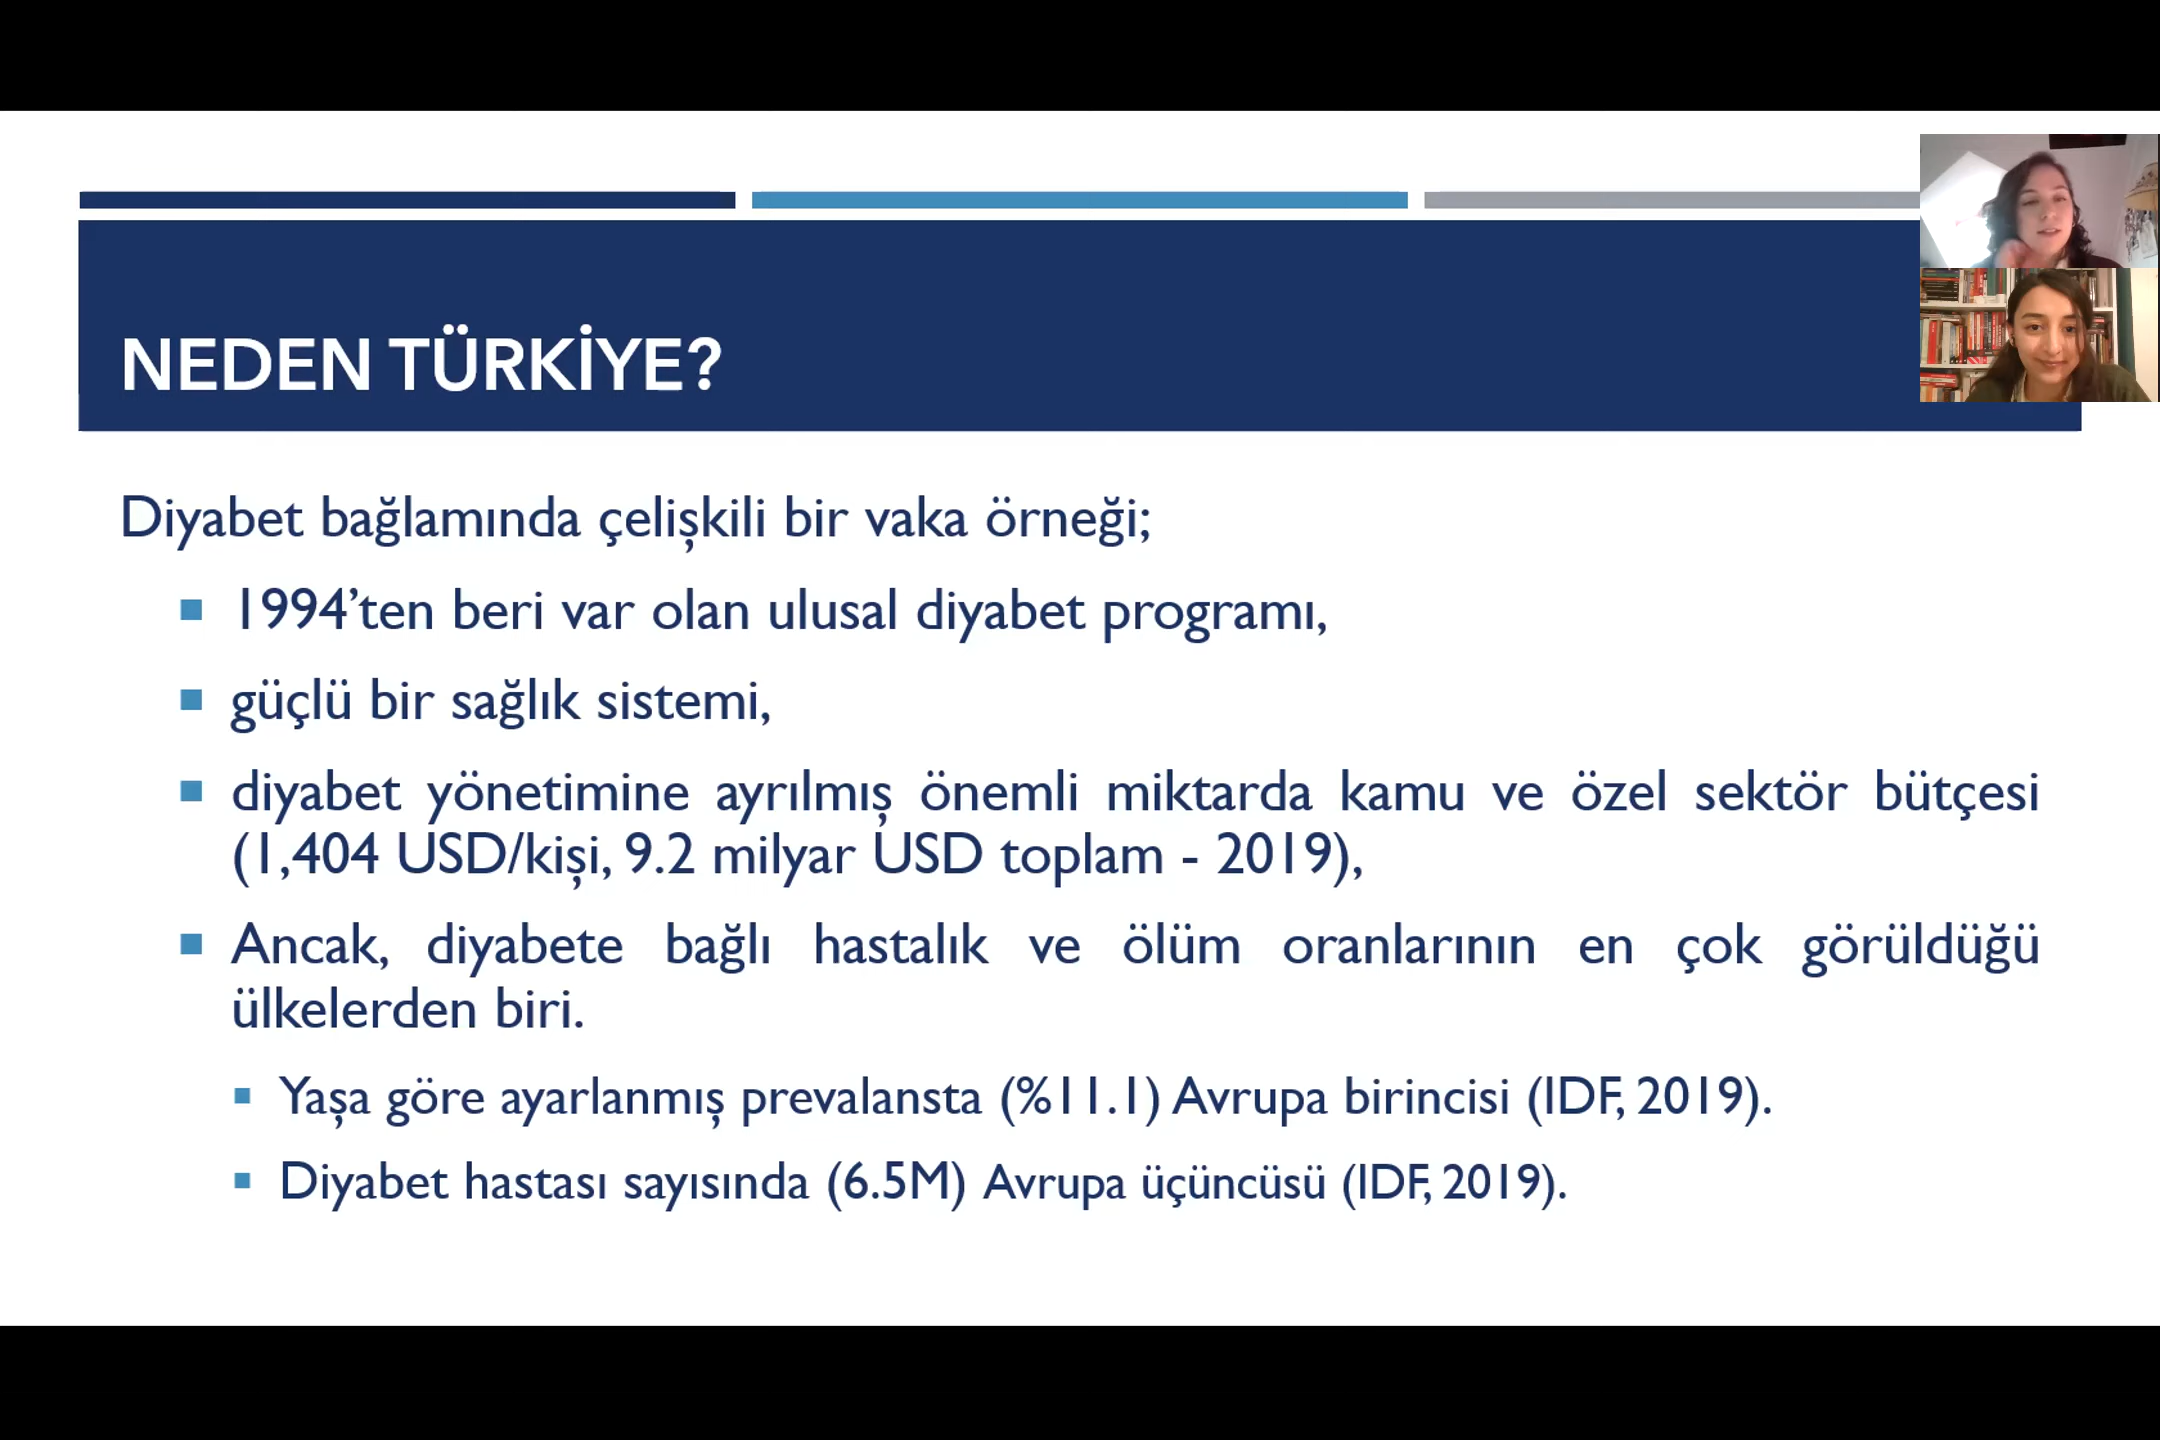 NEDEN TÜRKİYE?
Diyabet bağlamında çelişkili bir vaka örneği;
1994’ten beri var olan ulusal diyabet programı,
güçlü bir sağlık sistemi,
diyabet yönetimine ayrılmış önemli miktarda kamu ve özel sektör bütçesi
(1,404 USD/kişi, 9.2 milyar USD toplam - 2019),
Ancak, diyabete bağlı hastalık ve ölüm oranlarının en çok görüldüğü
ülkelerden biri.
Yaşa göre ayarlanmış prevalansta (%11.1) Avrupa birincisi (IDF, 2019).
Diyabet hastası sayısında (6.5M) Avrupa üçüncüsü (IDF, 2019).